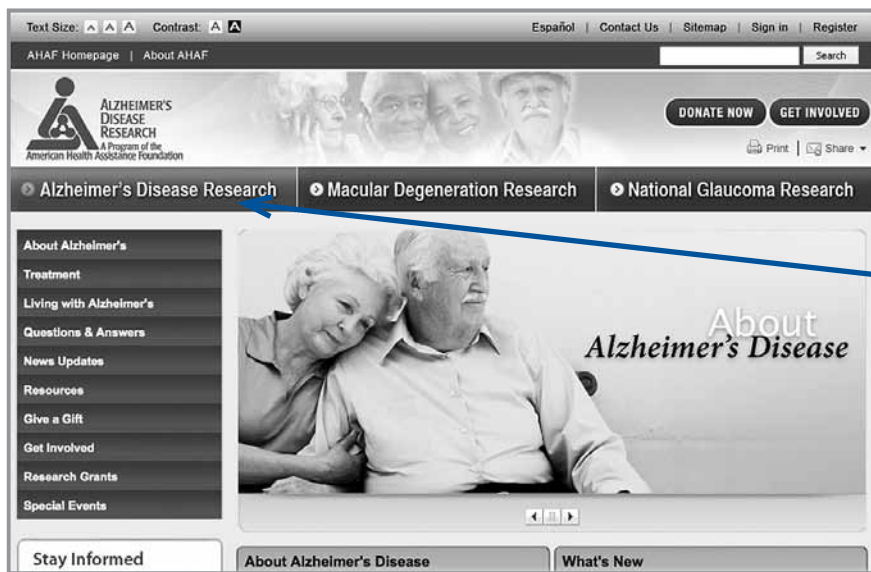 Text Size: A A A Contrast: A A Español | Contact Us | Sitemap | Sign in | Register
AHAF Homepage | About AHAF Search
ALZHEIMER'S
DISEASE
RESEARCH
A Program of the
American Health Assistance Foundation
DONATE NOW GET INVOLVED
Print | Share
Alzheimer's Disease Research Macular Degeneration Research National Glaucoma Research
About Alzheimer's
Treatment
Living with Alzheimer's
Questions & Answers
News Updates
Resources
Give a Gift
Get Involved
Research Grants
Special Events
About
Alzheimer's Disease
Stay Informed
About Alzheimer's Disease What's New